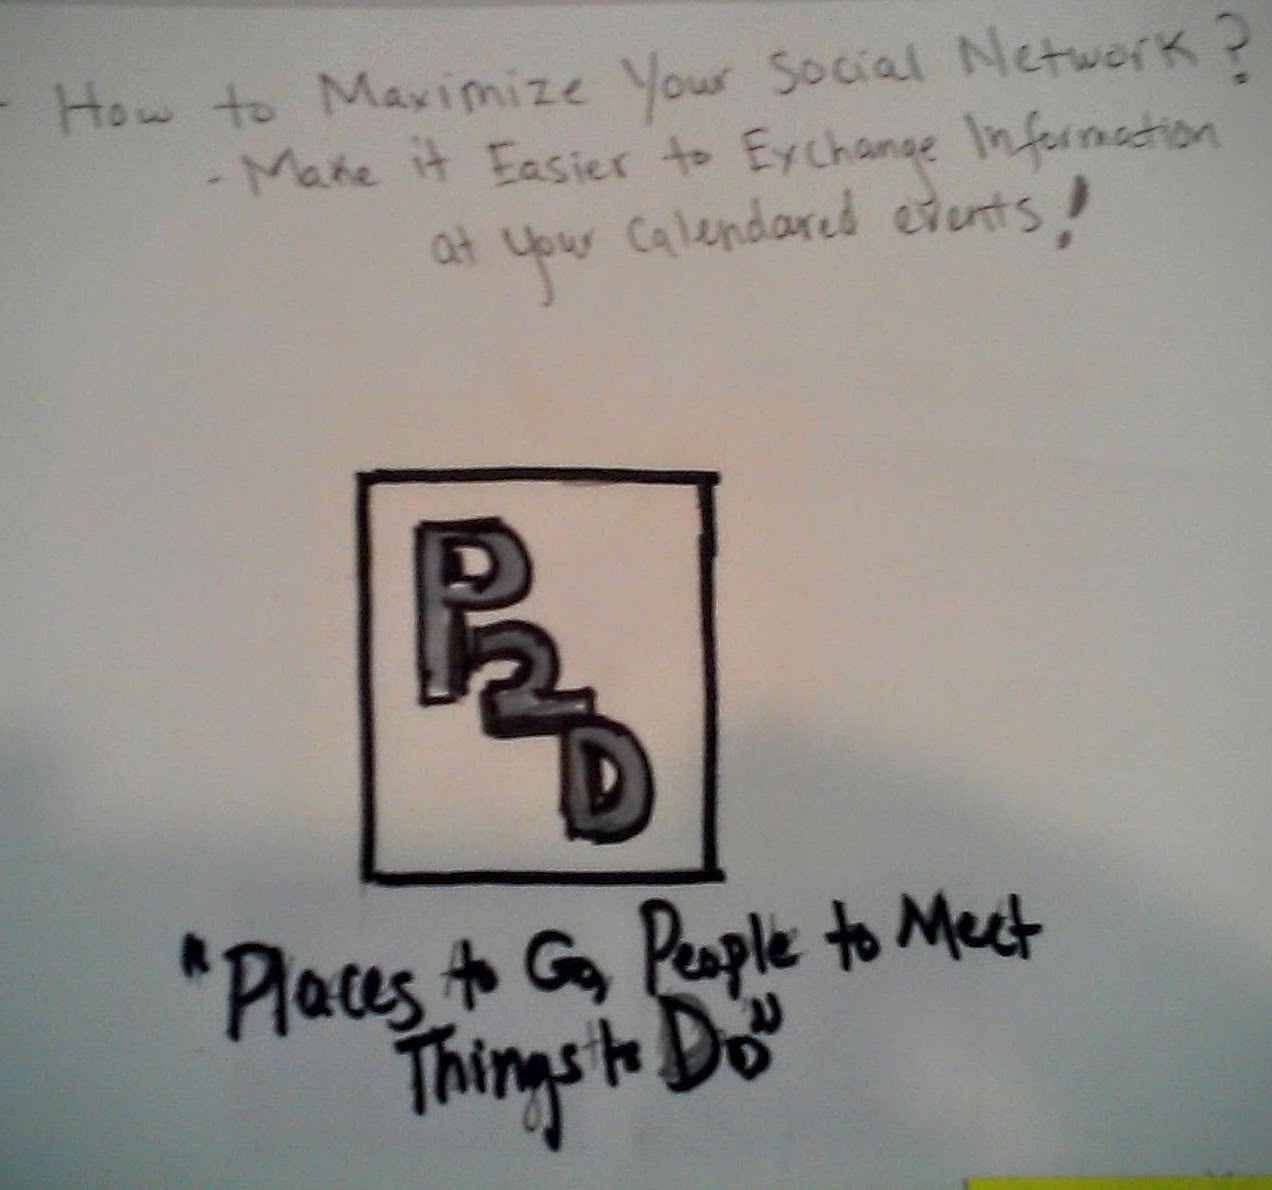 - How to Maximize Your Social Network?
- Make it Easier to Exchange Information
at your Calendared events!
P2D
"Places to Go, People to Meet
Things to Do"